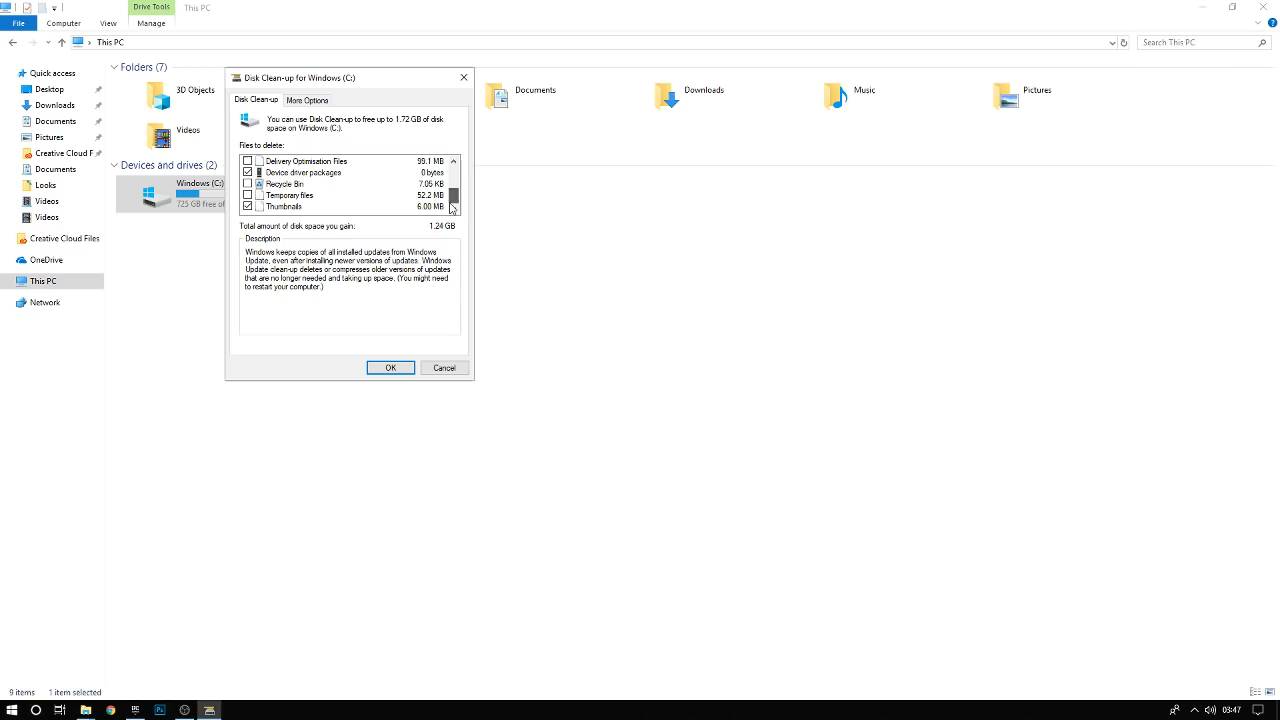 Drive Tools
This PC
File
Computer
View
Manage
This PC
Search This PC
Quick access
Desktop
Downloads
Documents
Pictures
Creative Cloud F
Documents
Looks
Videos
Videos
Creative Cloud Files
OneDrive
This PC
Network
Folders (7)
3D Objects
Documents
Downloads
Music
Pictures
Videos
Devices and drives (2)
Windows (C:)
725 GB free of
Disk Clean-up for Windows (C:)
Disk Clean-up
More Options
You can use Disk Clean-up to free up to 1.72 GB of disk
space on Windows (C:).
Files to delete:
Delivery Optimisation Files 99.1 MB
Device driver packages 0 bytes
Recycle Bin 7.05 KB
Temporary files 52.2 MB
Thumbnails 6.00 MB
Total amount of disk space you gain: 1.24 GB
Description
Windows keeps copies of all installed updates from Windows
Update, even after installing newer versions of updates. Windows
Update clean-up deletes or compresses older versions of updates
that are no longer needed and taking up space. (You might need
to restart your computer.)
OK
Cancel
9 items
1 item selected
03:47